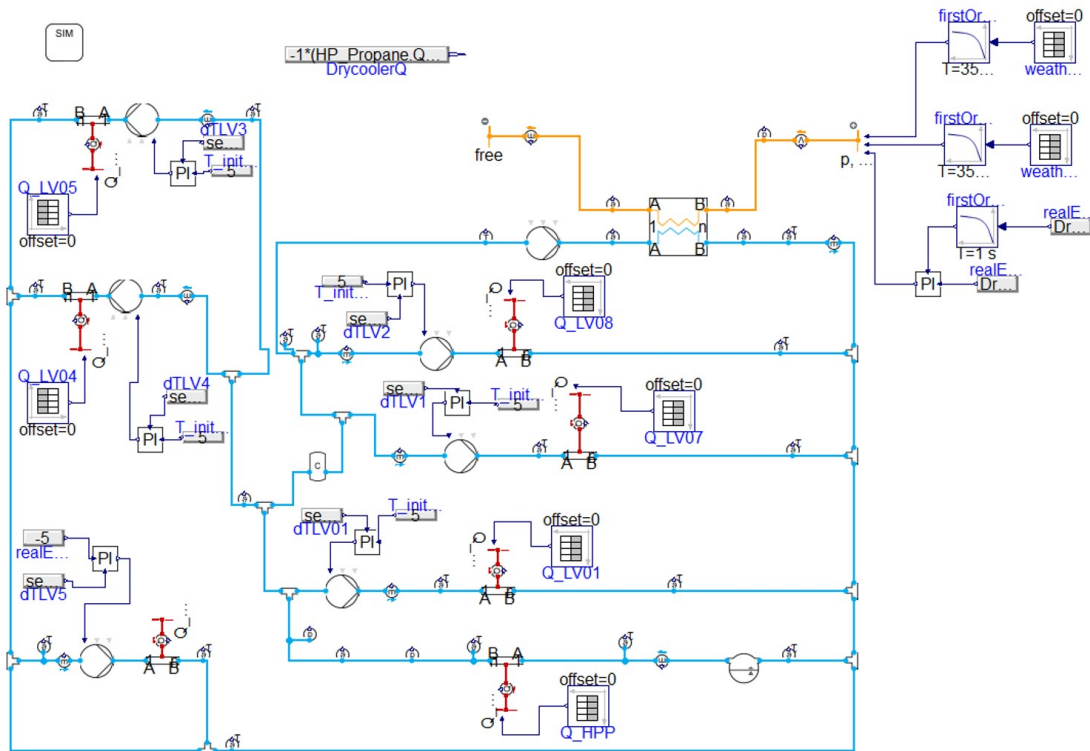 SIM
-1*(HP_Propane.Q...
DrycoolerQ
firstOr...
offset=0
T=35...
weath...
B A
dTLV3
se...
T_init...
5
PI
Q
Q_LV05
offset=0
free
p, ...
firstOr...
offset=0
T=35...
weath...
A B
1 n
A B
firstOr...
T=1 s
realE...
Dr...
realE...
Dr...
PI
B A
Q
Q_LV04
offset=0
dTLV4
se...
T_init...
5
PI
5
T_init...
PI
se...
dTLV2
Q
offset=0
Q_LV08
A B
se...
dTLV1
PI
T_init...
5
Q
offset=0
Q_LV07
A B
c
se...
dTLV01
T_init...
5
PI
Q
offset=0
Q_LV01
A B
-5
realE...
PI
se...
dTLV5
Q
A B
B A
Q
offset=0
Q_HPP